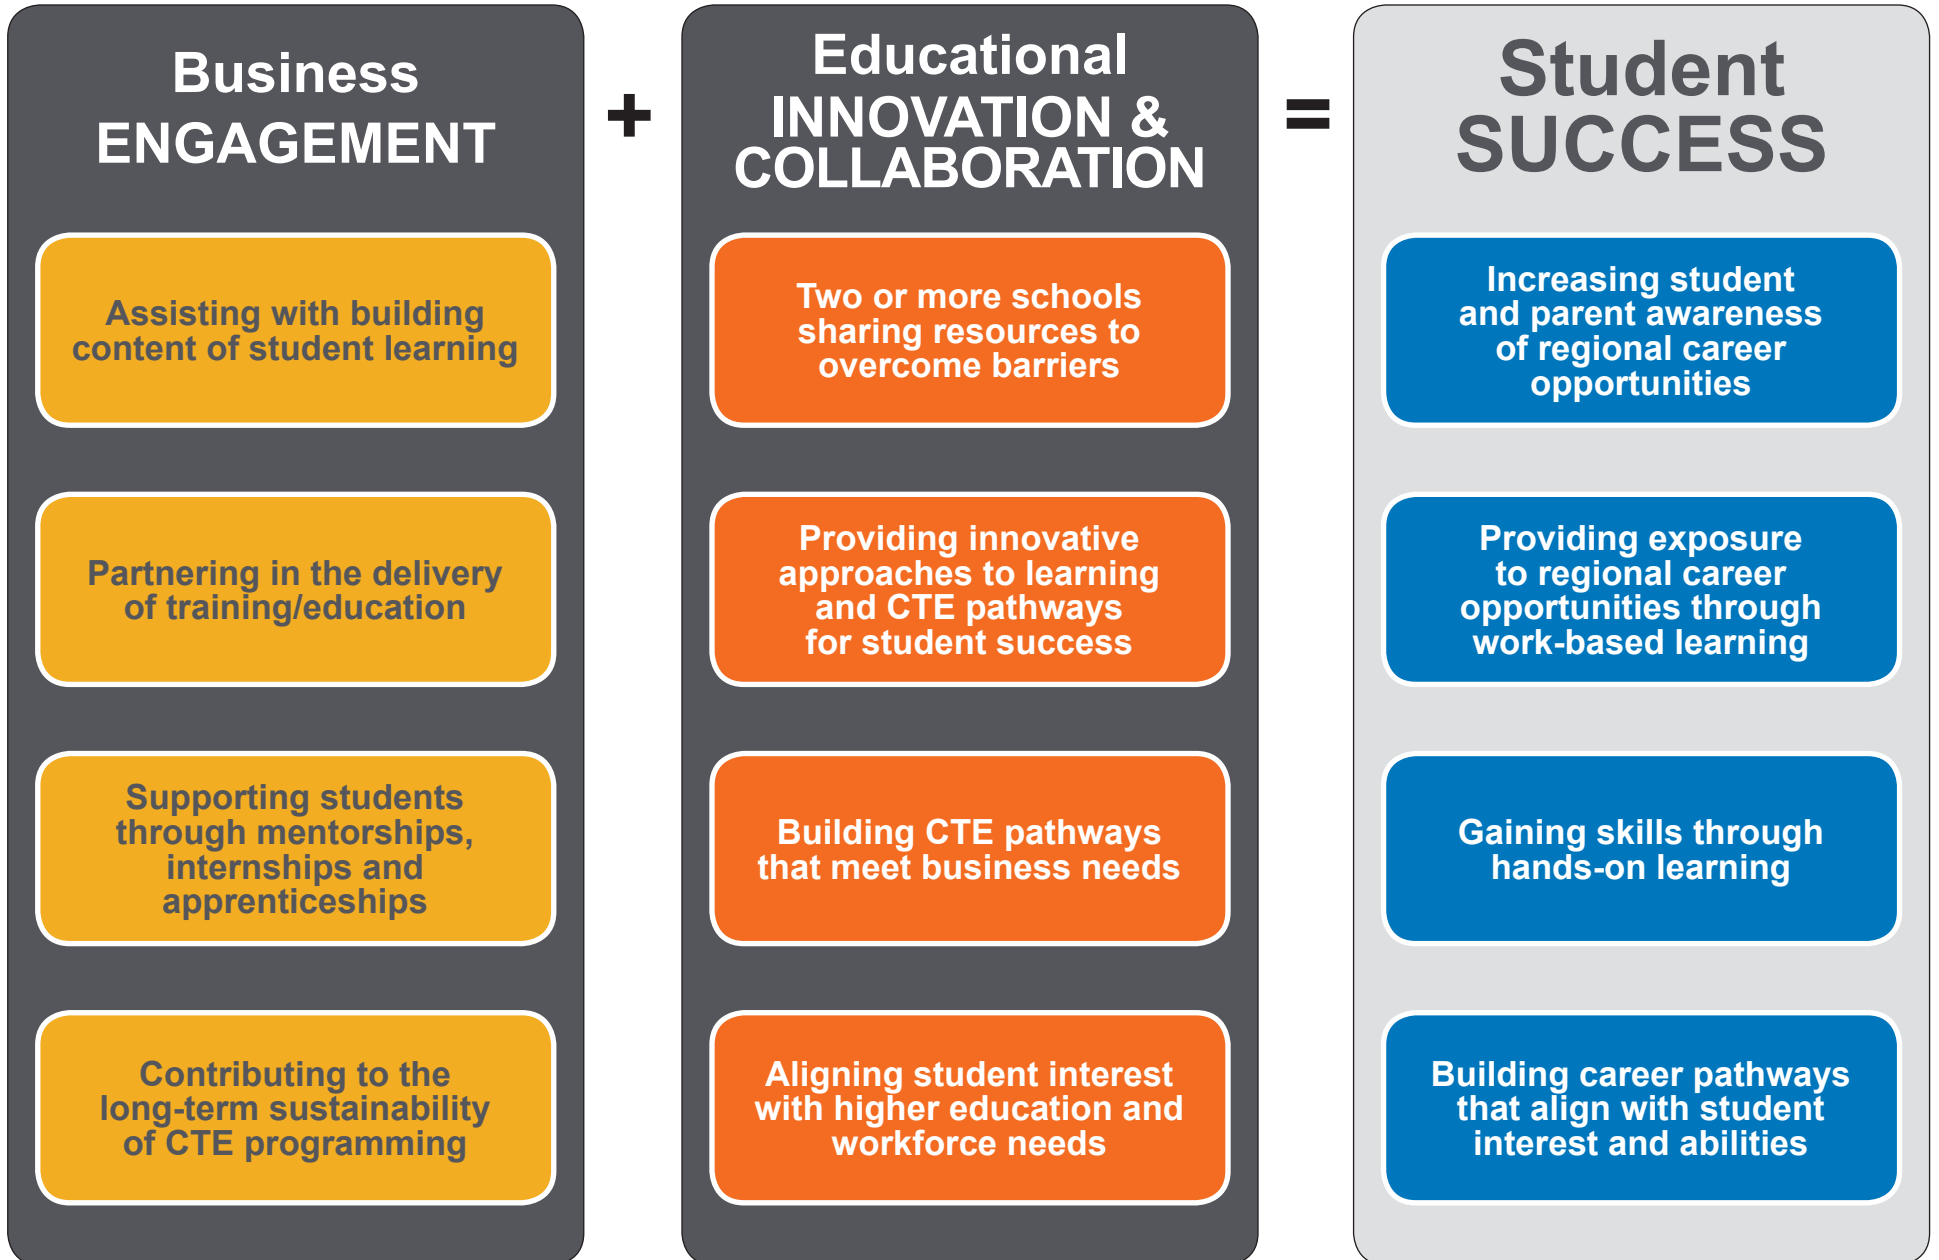 Business
ENGAGEMENT
Assisting with building
content of student learning
Partnering in the delivery
of training/education
Supporting students
through mentorships,
internships and
apprenticeships
Contributing to the
long-term sustainability
of CTE programming
+
Educational
INNOVATION &
COLLABORATION
Two or more schools
sharing resources to
overcome barriers
Providing innovative
approaches to learning
and CTE pathways
for student success
Building CTE pathways
that meet business needs
Aligning student interest
with higher education and
workforce needs
=
Student
SUCCESS
Increasing student
and parent awareness
of regional career
opportunities
Providing exposure
to regional career
opportunities through
work-based learning
Gaining skills through
hands-on learning
Building career pathways
that align with student
interest and abilities